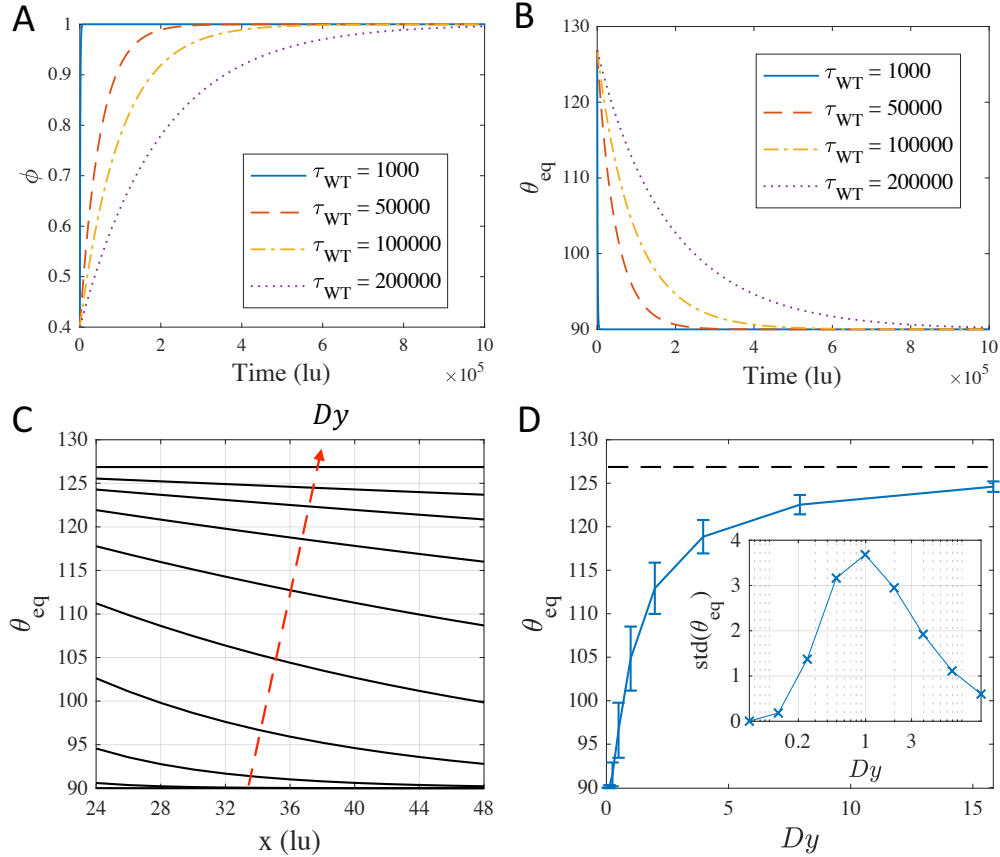 A
1
0.9
0.8
0.7
0.6
0.5
0.4
ϕ
τWT = 1000
τWT = 50000
τWT = 100000
τWT = 200000
0 2 4 6 8 10
Time (lu)
×10^5
B
130
120
110
100
90
θeq
τWT = 1000
τWT = 50000
τWT = 100000
τWT = 200000
0 2 4 6 8 10
Time (lu)
×10^5
C
Dy
130
125
120
115
110
105
100
95
90
θeq
24 28 32 36 40 44 48
x (lu)
D
130
125
120
115
110
105
100
95
90
θeq
0 5 10 15
Dy
4
3
2
1
0
std(θeq)
0.2 1 3
Dy